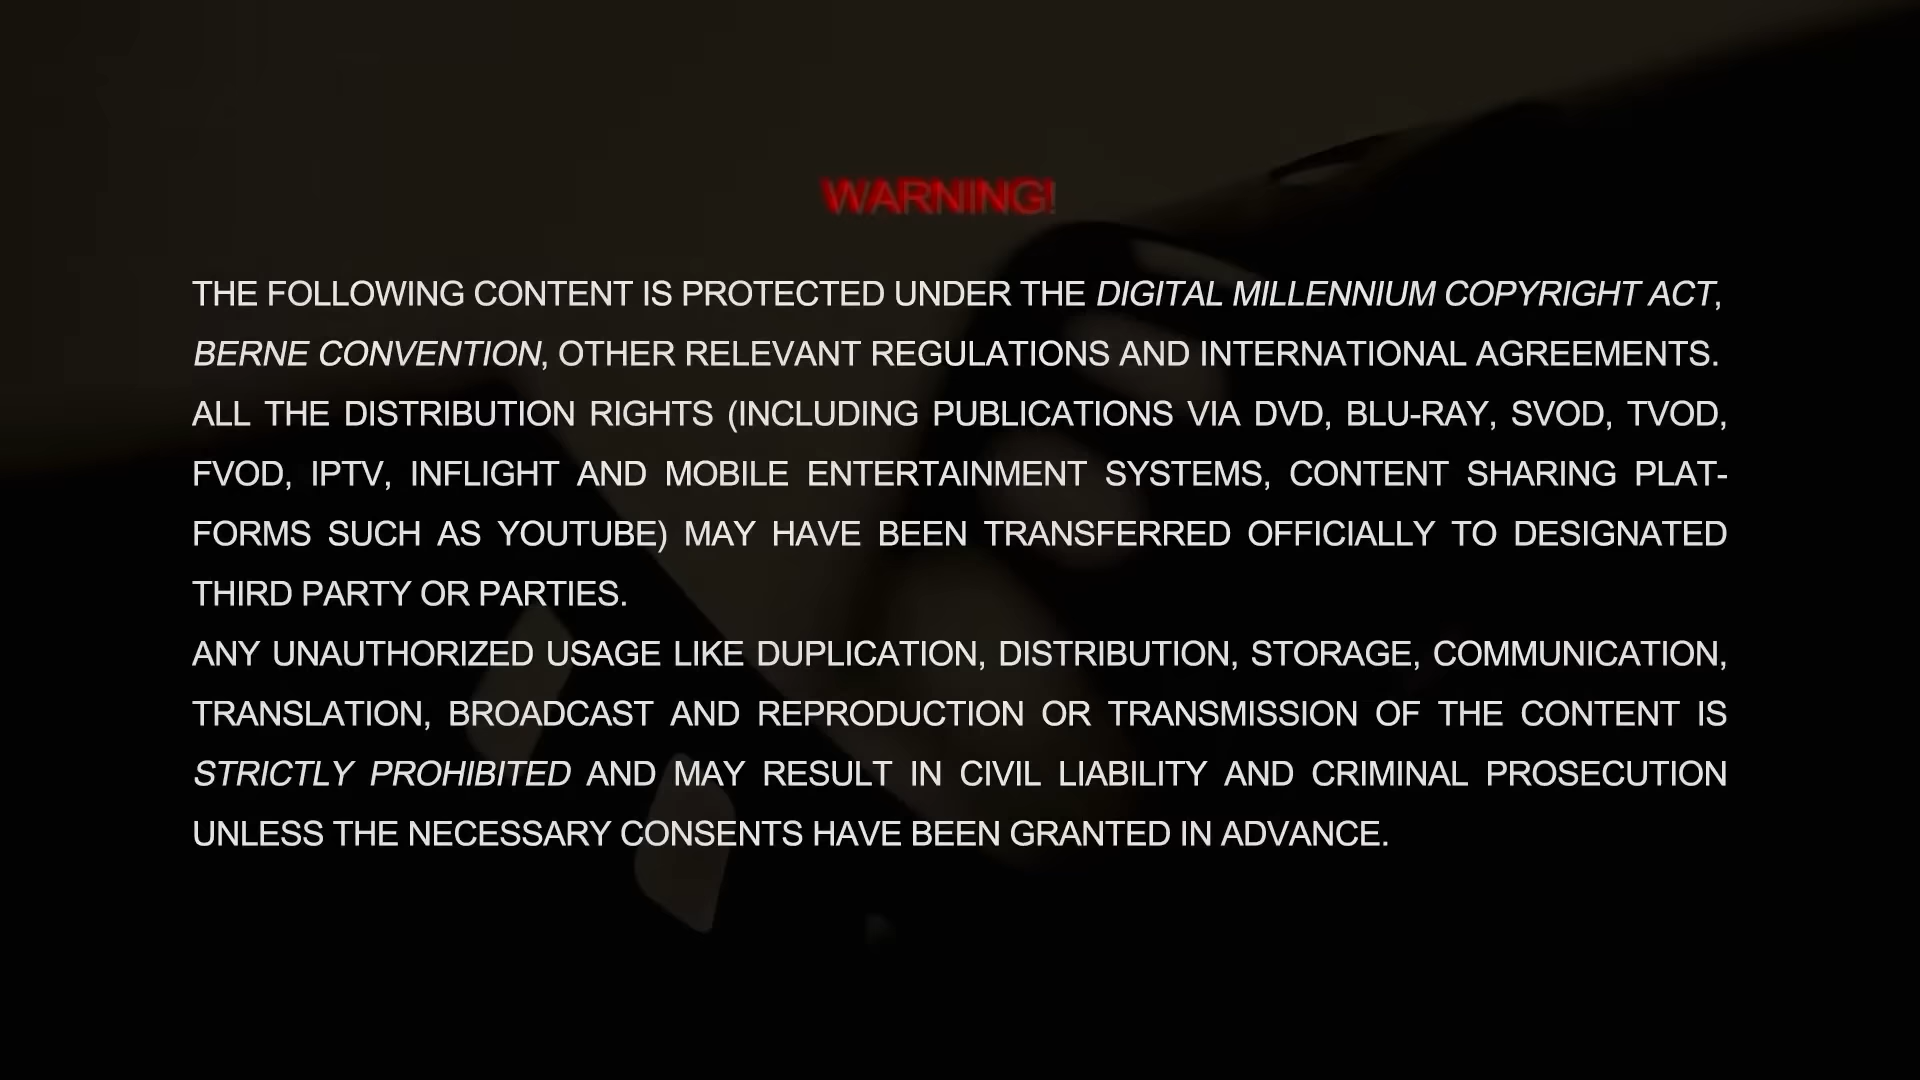 WARNING!
THE FOLLOWING CONTENT IS PROTECTED UNDER THE DIGITAL MILLENNIUM COPYRIGHT ACT,
BERNE CONVENTION, OTHER RELEVANT REGULATIONS AND INTERNATIONAL AGREEMENTS.
ALL THE DISTRIBUTION RIGHTS (INCLUDING PUBLICATIONS VIA DVD, BLU-RAY, SVOD, TVOD,
FVOD, IPTV, INFLIGHT AND MOBILE ENTERTAINMENT SYSTEMS, CONTENT SHARING PLAT-
FORMS SUCH AS YOUTUBE) MAY HAVE BEEN TRANSFERRED OFFICIALLY TO DESIGNATED
THIRD PARTY OR PARTIES.
ANY UNAUTHORIZED USAGE LIKE DUPLICATION, DISTRIBUTION, STORAGE, COMMUNICATION,
TRANSLATION, BROADCAST AND REPRODUCTION OR TRANSMISSION OF THE CONTENT IS
STRICTLY PROHIBITED AND MAY RESULT IN CIVIL LIABILITY AND CRIMINAL PROSECUTION
UNLESS THE NECESSARY CONSENTS HAVE BEEN GRANTED IN ADVANCE.